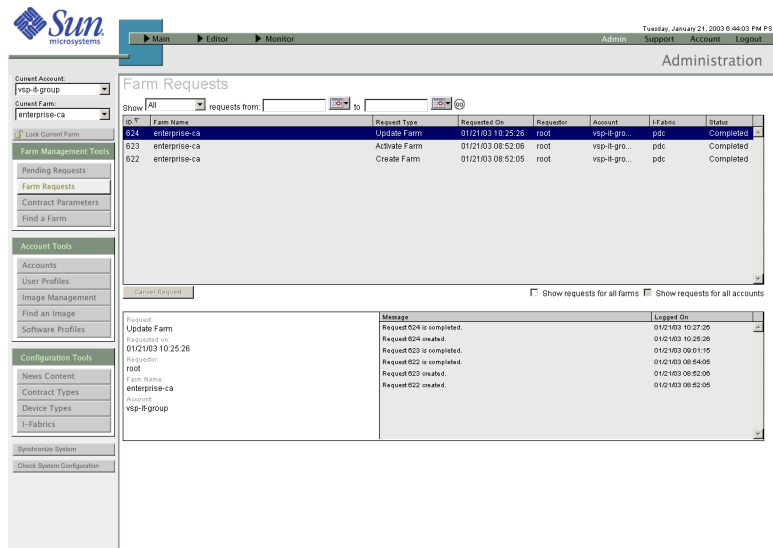 Sun
microsystems
Tuesday, January 21, 2003 6:44:03 PM PS
Main Editor Monitor Admin Support Account Logout
Administration
Current Account:
vsp-it-group
Current Farm:
enterprise-ca
Lock Current Farm
Farm Management Tools
Pending Requests
Farm Requests
Contract Parameters
Find a Farm
Account Tools
Accounts
User Profiles
Image Management
Find an Image
Software Profiles
Configuration Tools
News Content
Contract Types
Device Types
I-Fabrics
Synchronize System
Check System Configuration
Farm Requests
Show All requests from: to
ID Farm Name Request Type Requested On Requestor Account I-Fabric Status
624 enterprise-ca Update Farm 01/21/03 10:25:26 root vsp-it-gro... pdc Completed
623 enterprise-ca Activate Farm 01/21/03 08:52:06 root vsp-it-gro... pdc Completed
622 enterprise-ca Create Farm 01/21/03 08:52:05 root vsp-it-gro... pdc Completed
Cancel Request Show requests for all farms Show requests for all accounts
Request:
Update Farm
Requested on:
01/21/03 10:25:26
Requestor:
root
Farm Name:
enterprise-ca
Account:
vsp-it-group
Message Logged On
Request 624 is completed. 01/21/03 10:27:26
Request 624 created. 01/21/03 10:25:26
Request 623 is completed. 01/21/03 09:01:15
Request 622 is completed. 01/21/03 08:54:05
Request 623 created. 01/21/03 08:52:06
Request 622 created. 01/21/03 08:52:05